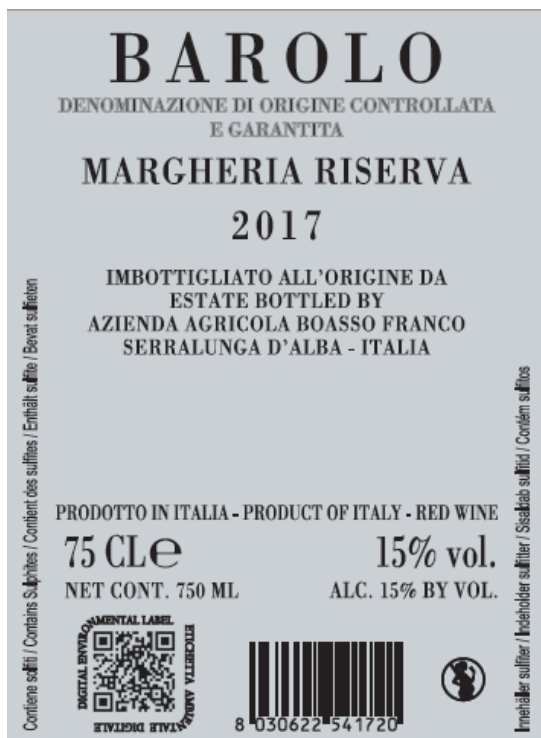 BAROLO
DENOMINAZIONE DI ORIGINE CONTROLLATA
E GARANTITA
MARGHERIA RISERVA
2017
IMBOTTIGLIATO ALL'ORIGINE DA
ESTATE BOTTLED BY
AZIENDA AGRICOLA BOASSO FRANCO
SERRALUNGA D'ALBA - ITALIA
Contiene solfiti / Contains Sulphites / Contient des sulfites / Enthält sulfite / Bevat sulfieten
Innehåller sulfiter / Indeholder sulfitter / Sisaldab sulfitid / Contém sulfitos
PRODOTTO IN ITALIA - PRODUCT OF ITALY - RED WINE
75 CL e
15% vol.
NET CONT. 750 ML
ALC. 15% BY VOL.
DIGITAL ENVIRONMENTAL LABEL
ETICHETTA AMBIENTALE DIGITALE
8 030622 541720